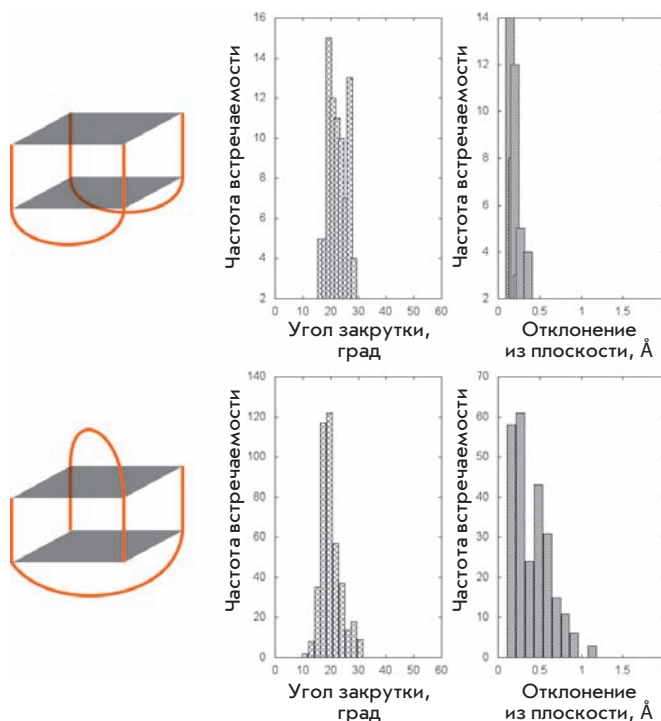 16
14
12
10
8
6
4
2
0 10 20 30 40 50 60
Частота встречаемости
Угол закрутки,
град
14
12
10
8
6
4
2
0 0.5 1 1.5 2
Частота встречаемости
Отклонение
из плоскости, Å
140
120
100
80
60
40
20
0
0 10 20 30 40 50 60
Частота встречаемости
Угол закрутки,
град
70
60
50
40
30
20
10
0
0 0.5 1 1.5 2
Частота встречаемости
Отклонение
из плоскости, Å